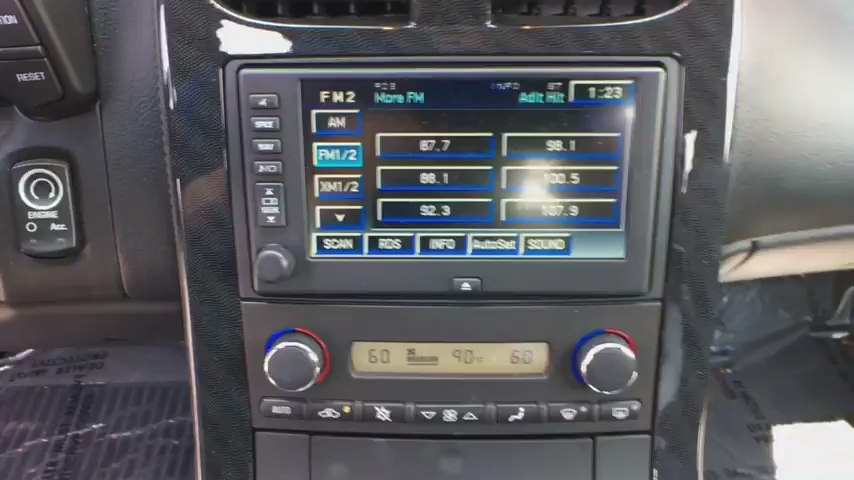 RESET
ENGINE
Acc.
FM2
More FM
Adlt Hit
1:23
AM
FM1/2
XM1/2
SEEK
87.7
98.1
88.1
100.5
92.3
107.9
SCAN
RDS
INFO
AutoSet
SOUND
60
90°F
60
AUTO